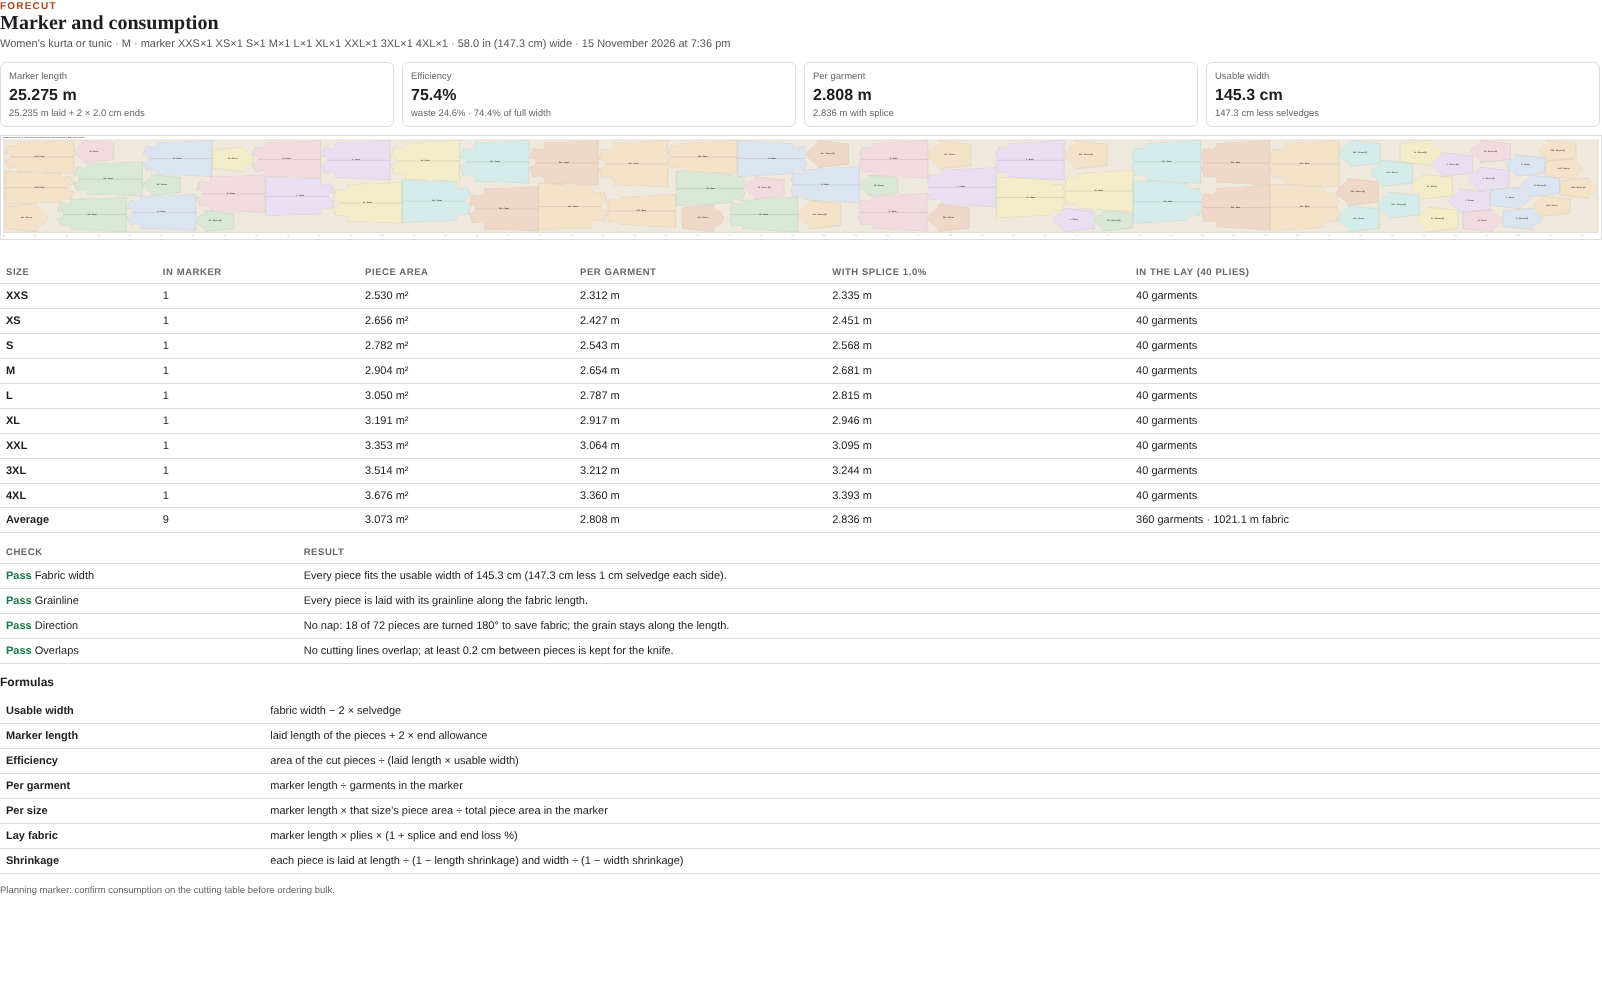 FORECUT
Marker and consumption
Women's kurta or tunic · M · marker XXS×1 XS×1 S×1 M×1 L×1 XL×1 XXL×1 3XL×1 4XL×1 · 58.0 in (147.3 cm) wide · 15 November 2026 at 7:36 pm
Marker length
25.275 m
25.235 m laid + 2 × 2.0 cm ends
Efficiency
75.4%
waste 24.6% · 74.4% of full width
Per garment
2.808 m
2.836 m with splice
Usable width
145.3 cm
147.3 cm less selvedges
SIZE IN MARKER PIECE AREA PER GARMENT WITH SPLICE 1.0% IN THE LAY (40 PLIES)
XXS 1 2.530 m² 2.312 m 2.335 m 40 garments
XS 1 2.656 m² 2.427 m 2.451 m 40 garments
S 1 2.782 m² 2.543 m 2.568 m 40 garments
M 1 2.904 m² 2.654 m 2.681 m 40 garments
L 1 3.050 m² 2.787 m 2.815 m 40 garments
XL 1 3.191 m² 2.917 m 2.946 m 40 garments
XXL 1 3.353 m² 3.064 m 3.095 m 40 garments
3XL 1 3.514 m² 3.212 m 3.244 m 40 garments
4XL 1 3.676 m² 3.360 m 3.393 m 40 garments
Average 9 3.073 m² 2.808 m 2.836 m 360 garments · 1021.1 m fabric
CHECK RESULT
Pass Fabric width Every piece fits the usable width of 145.3 cm (147.3 cm less 1 cm selvedge each side).
Pass Grainline Every piece is laid with its grainline along the fabric length.
Pass Direction No nap: 18 of 72 pieces are turned 180° to save fabric; the grain stays along the length.
Pass Overlaps No cutting lines overlap; at least 0.2 cm between pieces is kept for the knife.
Formulas
Usable width fabric width − 2 × selvedge
Marker length laid length of the pieces + 2 × end allowance
Efficiency area of the cut pieces ÷ (laid length × usable width)
Per garment marker length ÷ garments in the marker
Per size marker length × that size's piece area ÷ total piece area in the marker
Lay fabric marker length × plies × (1 + splice and end loss %)
Shrinkage each piece is laid at length ÷ (1 − length shrinkage) and width ÷ (1 − width shrinkage)
Planning marker: confirm consumption on the cutting table before ordering bulk.